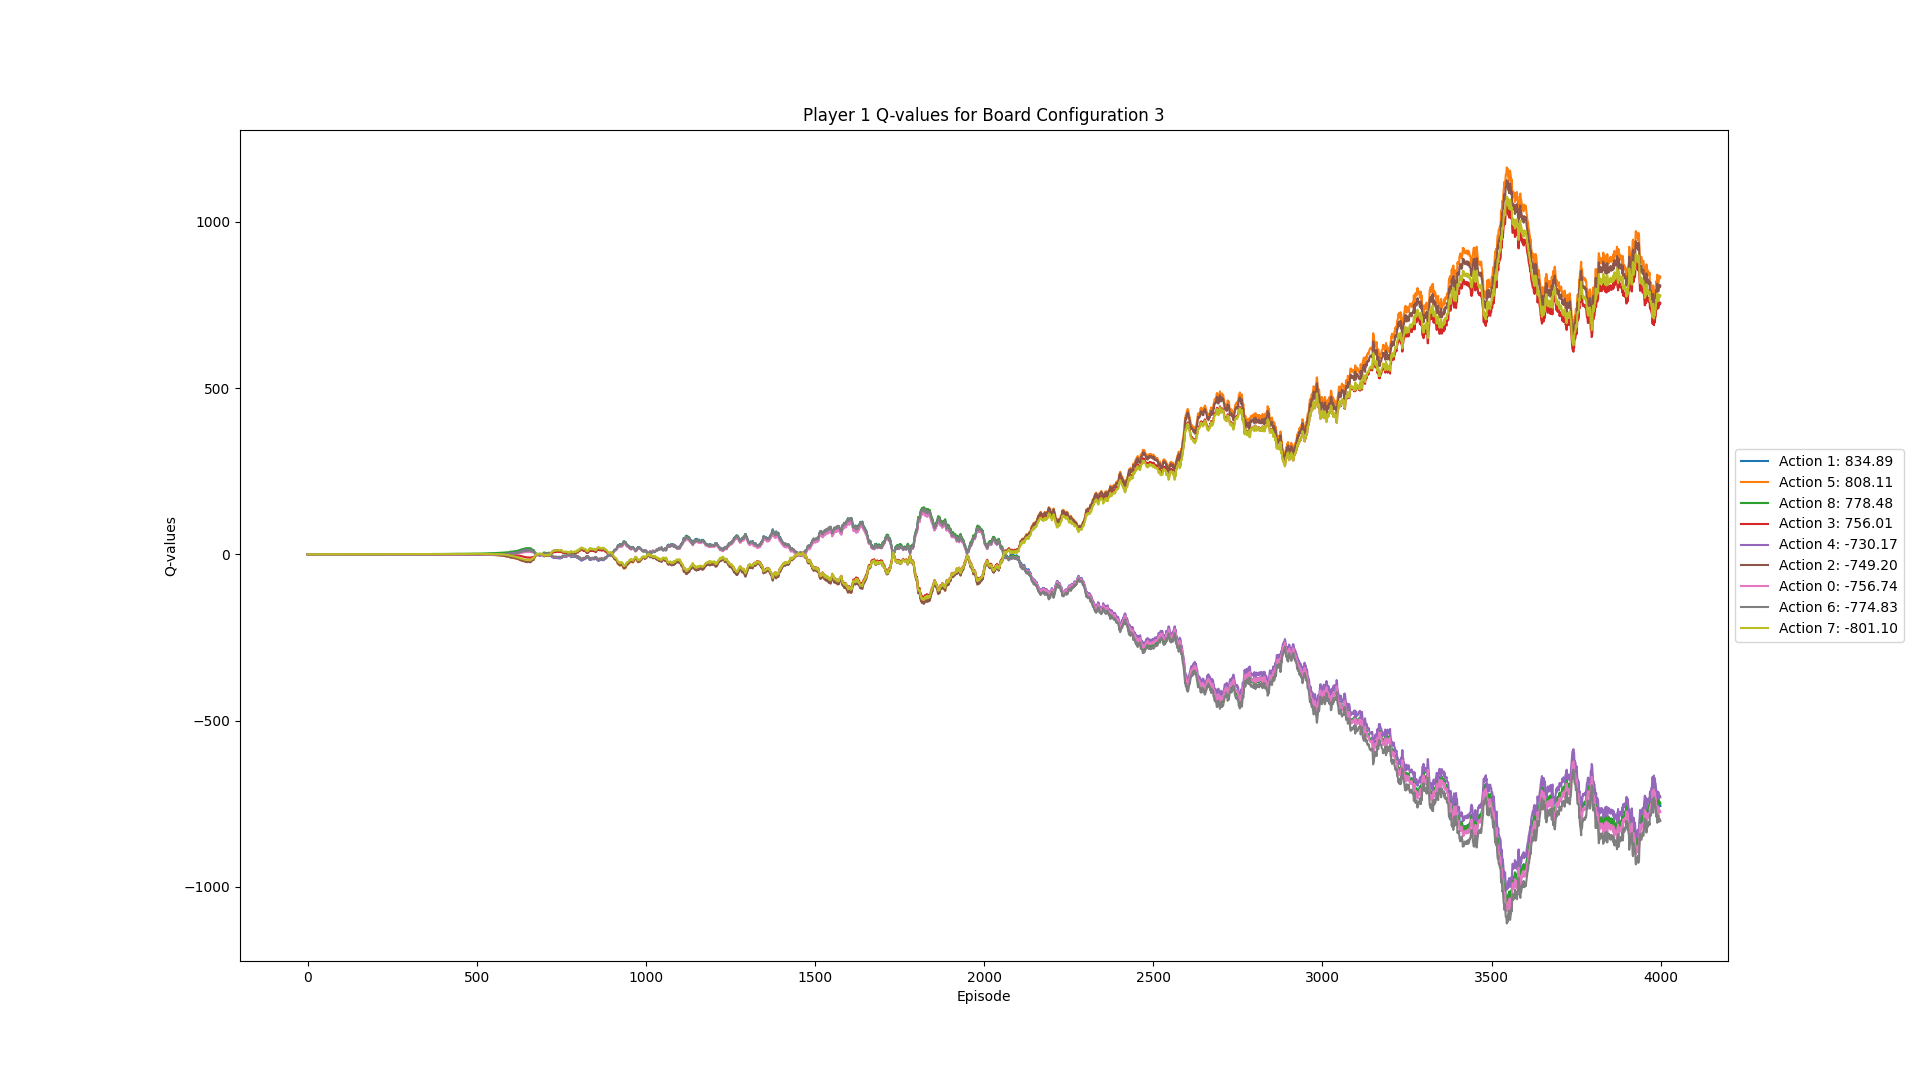 Player 1 Q-values for Board Configuration 3
1000
500
0
−500
−1000
Q-values
0 500 1000 1500 2000 2500 3000 3500 4000
Episode
Action 1: 834.89
Action 5: 808.11
Action 8: 778.48
Action 3: 756.01
Action 4: -730.17
Action 2: -749.20
Action 0: -756.74
Action 6: -774.83
Action 7: -801.10